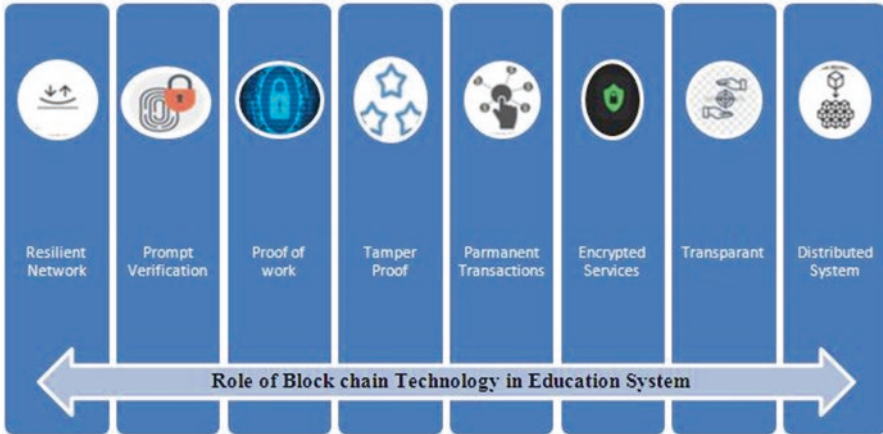 Resilient
Network
Prompt
Verification
Proof of
work
Tamper
Proof
Parmanent
Transactions
Encrypted
Services
Transparant
Distributed
System
Role of Block chain Technology in Education System